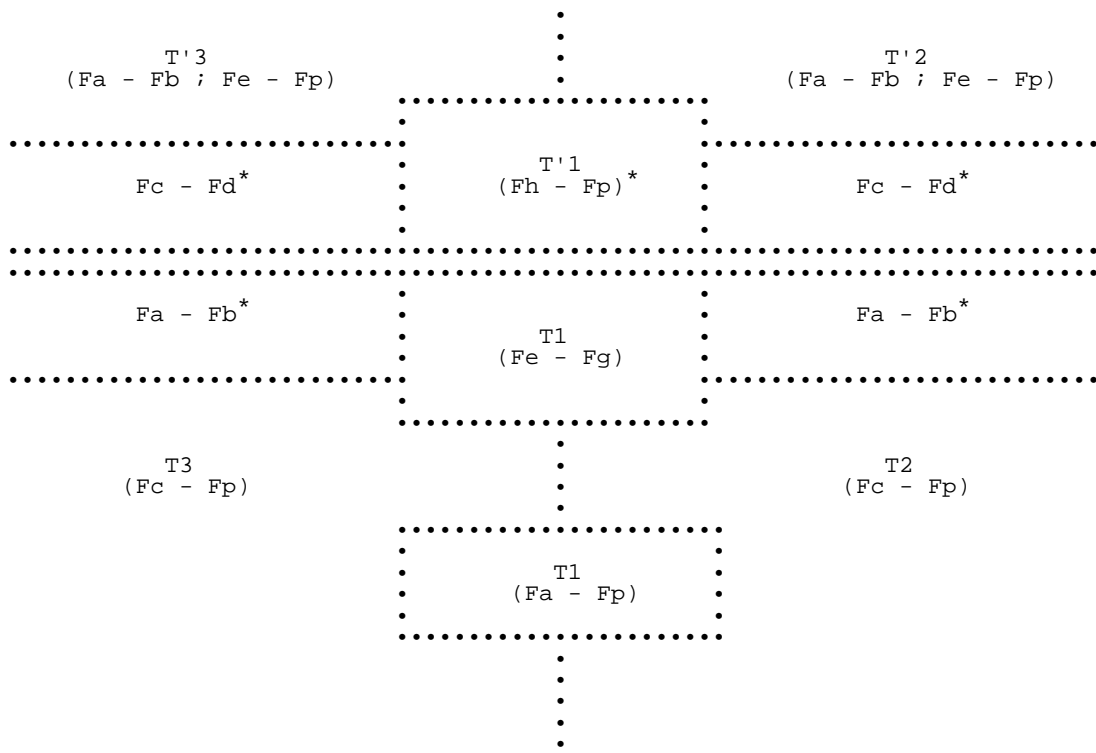 T'3
(Fa - Fb ; Fe - Fp)
T'2
(Fa - Fb ; Fe - Fp)
T'1
(Fh - Fp)*
Fc - Fd*
Fc - Fd*
Fa - Fb*
Fa - Fb*
T1
(Fe - Fg)
T3
(Fc - Fp)
T2
(Fc - Fp)
T1
(Fa - Fp)